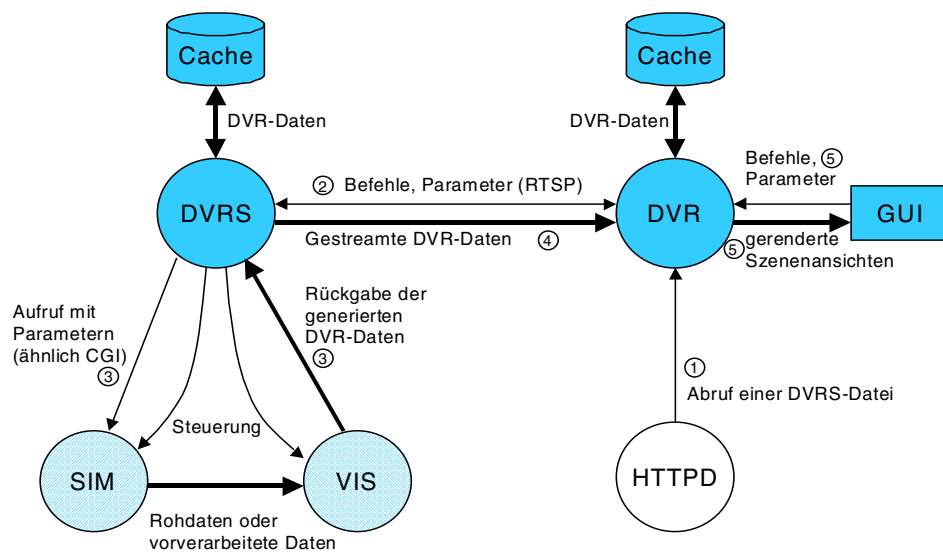 Cache
Cache
DVR-Daten
DVR-Daten
Befehle, ⑤
Parameter
② Befehle, Parameter (RTSP)
DVRS
DVR
GUI
Gestreamte DVR-Daten ④
⑤ gerenderte
Szenenansichten
Rückgabe der
generierten
DVR-Daten
③
Aufruf mit
Parametern
(ähnlich CGI)
③
①
Abruf einer DVRS-Datei
Steuerung
SIM
VIS
HTTPD
Rohdaten oder
vorverarbeitete Daten